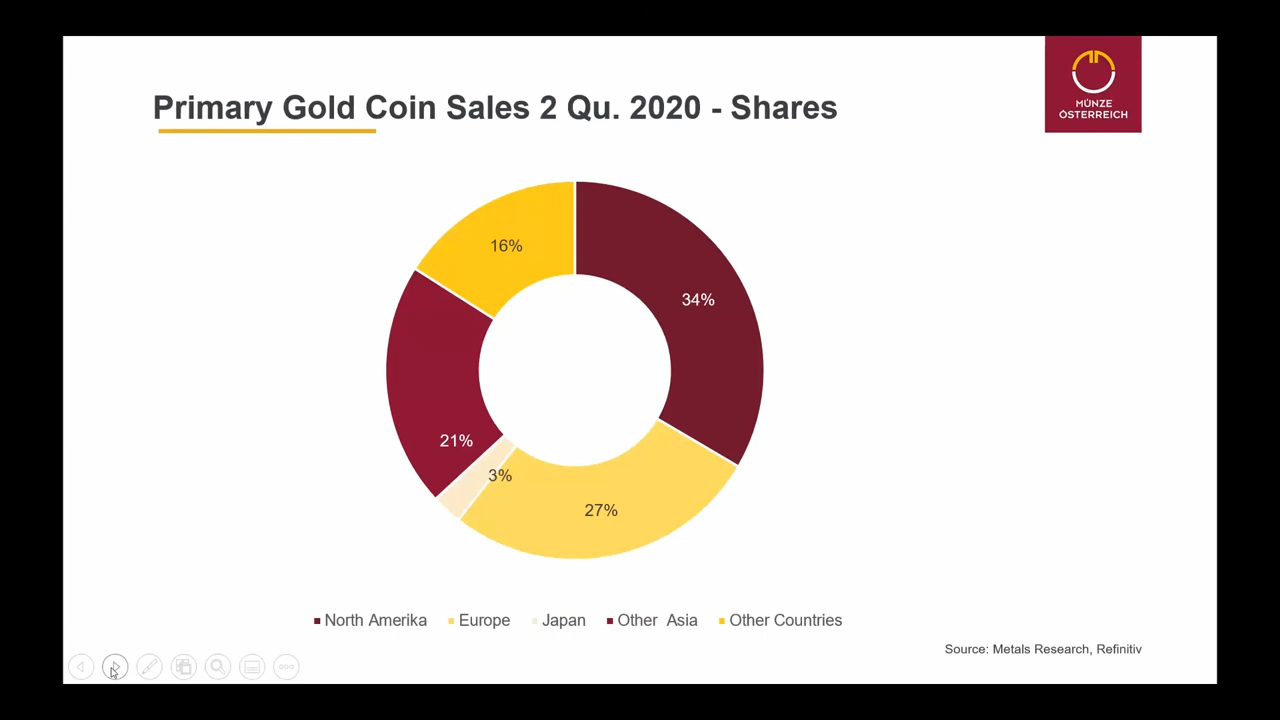 Primary Gold Coin Sales 2 Qu. 2020 - Shares
MÜNZE
ÖSTERREICH
16%
34%
21%
3%
27%
North Amerika Europe Japan Other Asia Other Countries
Source: Metals Research, Refinitiv